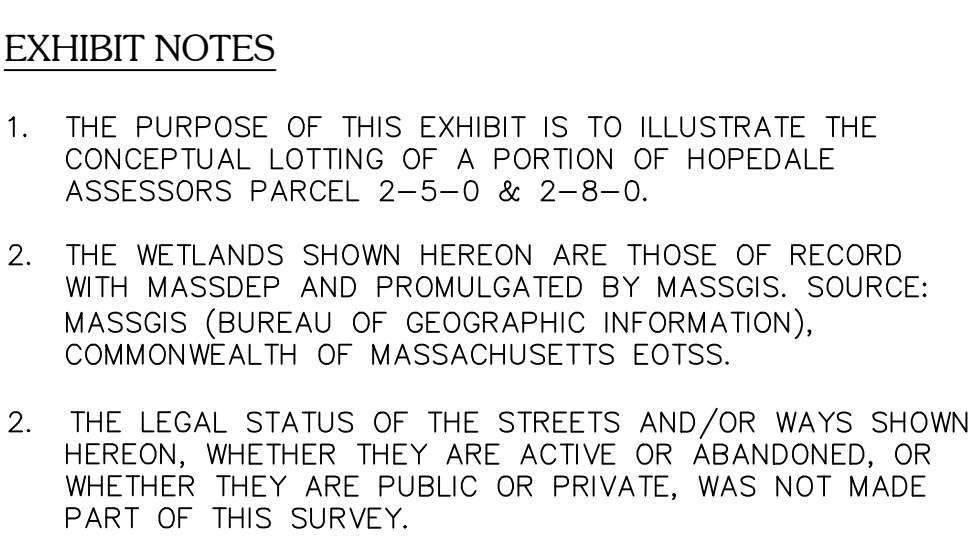 EXHIBIT NOTES
1. THE PURPOSE OF THIS EXHIBIT IS TO ILLUSTRATE THE
CONCEPTUAL LOTTING OF A PORTION OF HOPEDALE
ASSESSORS PARCEL 2-5-0 & 2-8-0.
2. THE WETLANDS SHOWN HEREON ARE THOSE OF RECORD
WITH MASSDEP AND PROMULGATED BY MASSGIS. SOURCE:
MASSGIS (BUREAU OF GEOGRAPHIC INFORMATION),
COMMONWEALTH OF MASSACHUSETTS EOTSS.
2. THE LEGAL STATUS OF THE STREETS AND/OR WAYS SHOWN
HEREON, WHETHER THEY ARE ACTIVE OR ABANDONED, OR
WHETHER THEY ARE PUBLIC OR PRIVATE, WAS NOT MADE
PART OF THIS SURVEY.